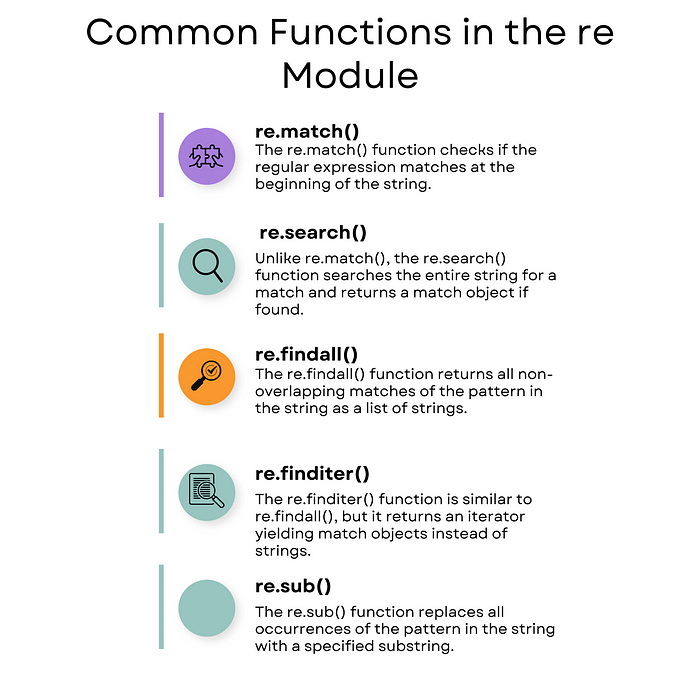 Common Functions in the re
Module
re.match()
The re.match() function checks if the
regular expression matches at the
beginning of the string.
re.search()
Unlike re.match(), the re.search()
function searches the entire string for a
match and returns a match object if
found.
re.findall()
The re.findall() function returns all non-
overlapping matches of the pattern in
the string as a list of strings.
re.finditer()
The re.finditer() function is similar to
re.findall(), but it returns an iterator
yielding match objects instead of
strings.
re.sub()
The re.sub() function replaces all
occurrences of the pattern in the string
with a specified substring.